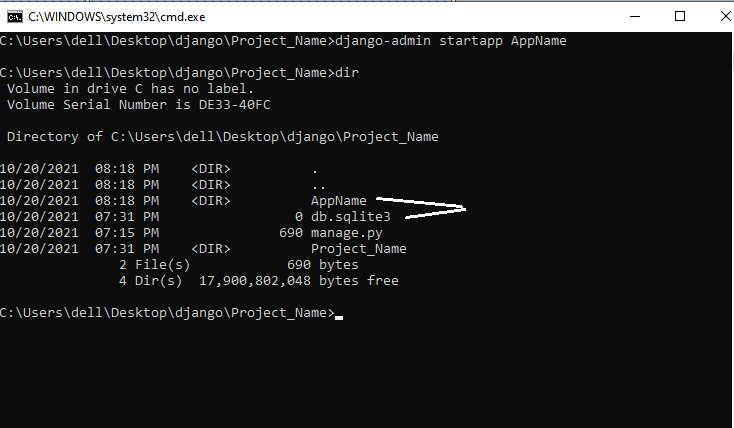 C:\WINDOWS\system32\cmd.exe
C:\Users\dell\Desktop\django\Project_Name>django-admin startapp AppName
C:\Users\dell\Desktop\django\Project_Name>dir
 Volume in drive C has no label.
 Volume Serial Number is DE33-40FC
 Directory of C:\Users\dell\Desktop\django\Project_Name
10/20/2021  08:18 PM    <DIR>          .
10/20/2021  08:18 PM    <DIR>          ..
10/20/2021  08:18 PM    <DIR>          AppName
10/20/2021  07:31 PM                 0 db.sqlite3
10/20/2021  07:15 PM               690 manage.py
10/20/2021  07:31 PM    <DIR>          Project_Name
               2 File(s)            690 bytes
               4 Dir(s)  17,900,802,048 bytes free
C:\Users\dell\Desktop\django\Project_Name>